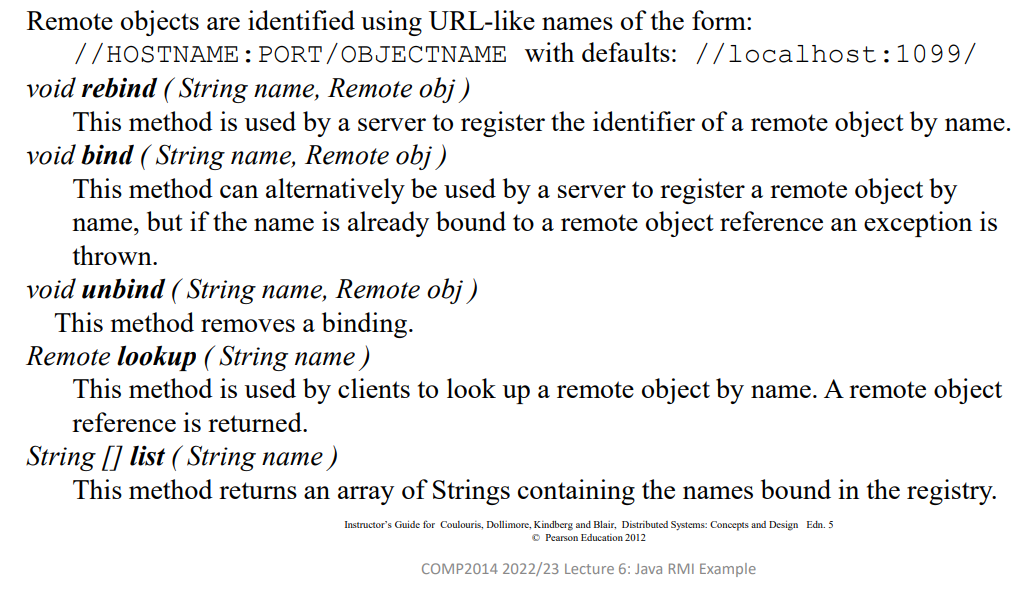 Remote objects are identified using URL-like names of the form:
//HOSTNAME:PORT/OBJECTNAME with defaults: //localhost:1099/
void rebind ( String name, Remote obj )
This method is used by a server to register the identifier of a remote object by name.
void bind ( String name, Remote obj )
This method can alternatively be used by a server to register a remote object by
name, but if the name is already bound to a remote object reference an exception is
thrown.
void unbind ( String name, Remote obj )
This method removes a binding.
Remote lookup ( String name )
This method is used by clients to look up a remote object by name. A remote object
reference is returned.
String [] list ( String name )
This method returns an array of Strings containing the names bound in the registry.
Instructor's Guide for Coulouris, Dollimore, Kindberg and Blair, Distributed Systems: Concepts and Design Edn. 5
© Pearson Education 2012
COMP2014 2022/23 Lecture 6: Java RMI Example